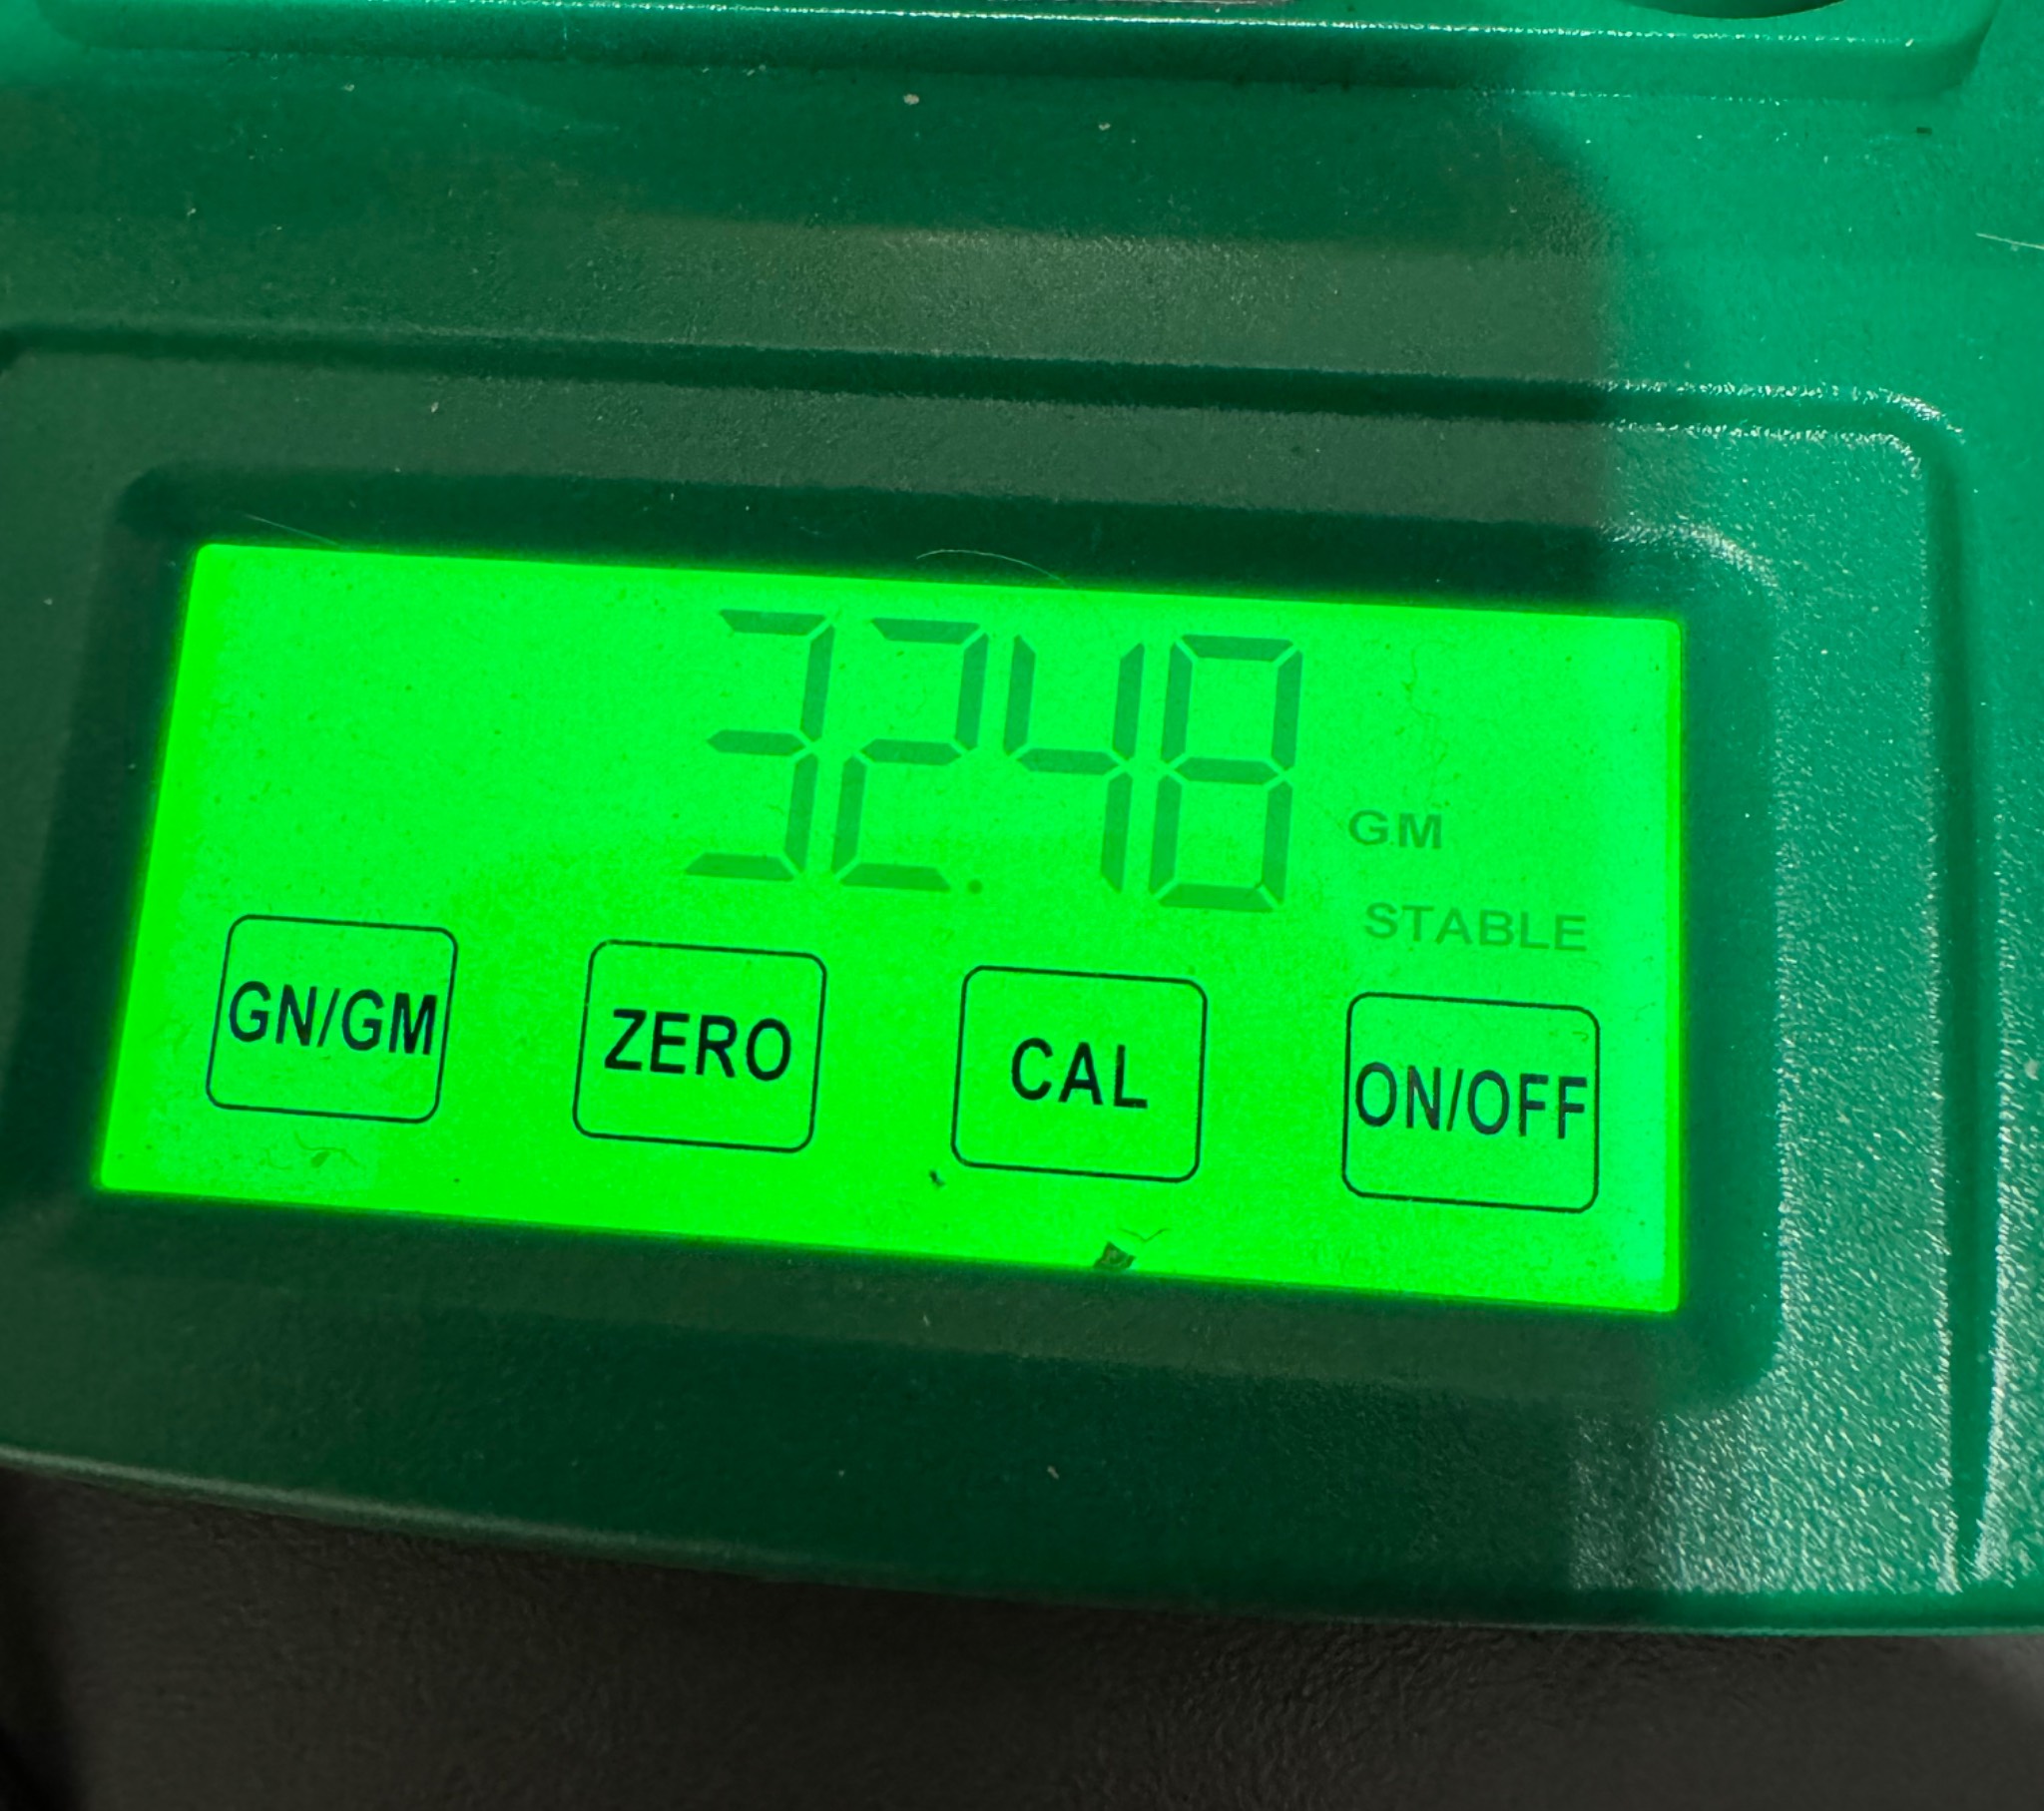 32.48 GM
STABLE
GN/GM ZERO CAL ON/OFF